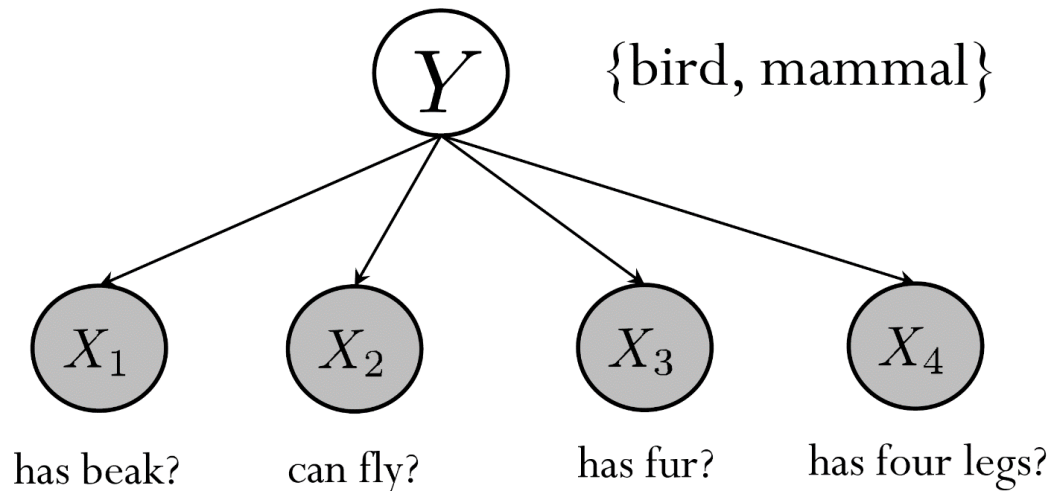 Y
{bird, mammal}
X₁
X₂
X₃
X₄
has beak?
can fly?
has fur?
has four legs?